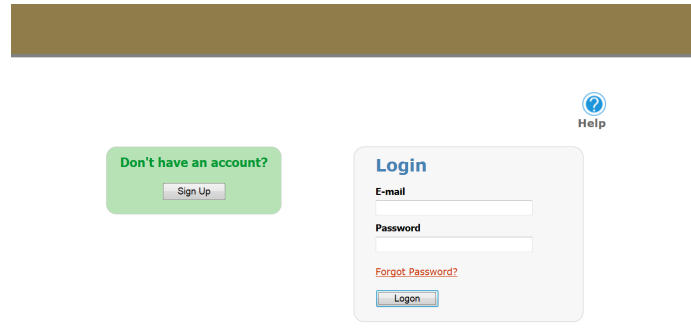 Help
Don't have an account?
Sign Up
Login
E-mail
Password
Forgot Password?
Logon